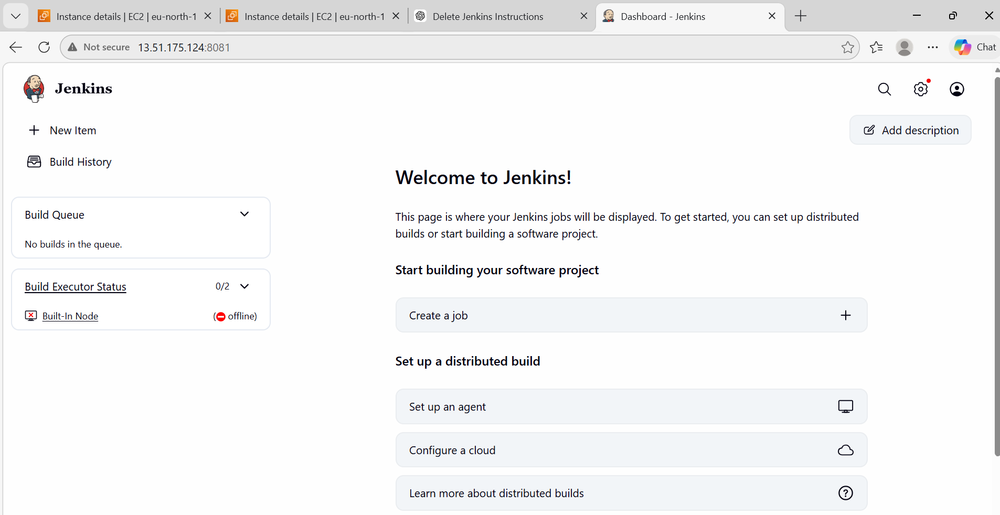 Instance details | EC2 | eu-north-1
Instance details | EC2 | eu-north-1
Delete Jenkins Instructions
Dashboard - Jenkins
Not secure 13.51.175.124:8081
Chat
Jenkins
New Item
Add description
Build History
Welcome to Jenkins!
This page is where your Jenkins jobs will be displayed. To get started, you can set up distributed
builds or start building a software project.
Build Queue
No builds in the queue.
Build Executor Status 0/2
Built-In Node (offline)
Start building your software project
Create a job
Set up a distributed build
Set up an agent
Configure a cloud
Learn more about distributed builds